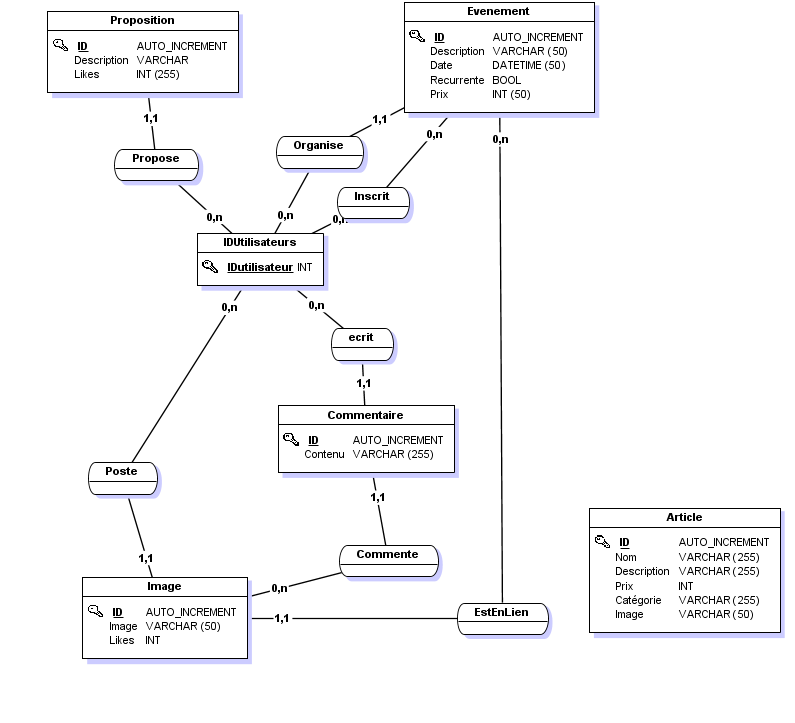 Proposition
ID AUTO_INCREMENT
Description VARCHAR
Likes INT (255)
Evenement
ID AUTO_INCREMENT
Description VARCHAR (50)
Date DATETIME (50)
Recurrente BOOL
Prix INT (50)
1,1
1,1
0,n
0,n
Propose
Organise
Inscrit
0,n
0,n
0,n
IDUtilisateurs
IDutilisateur INT
0,n
0,n
ecrit
1,1
Commentaire
ID AUTO_INCREMENT
Contenu VARCHAR (255)
Poste
1,1
1,1
Commente
0,n
Image
ID AUTO_INCREMENT
Image VARCHAR (50)
Likes INT
1,1
EstEnLien
Article
ID AUTO_INCREMENT
Nom VARCHAR (255)
Description VARCHAR (255)
Prix INT
Catégorie VARCHAR (255)
Image VARCHAR (50)